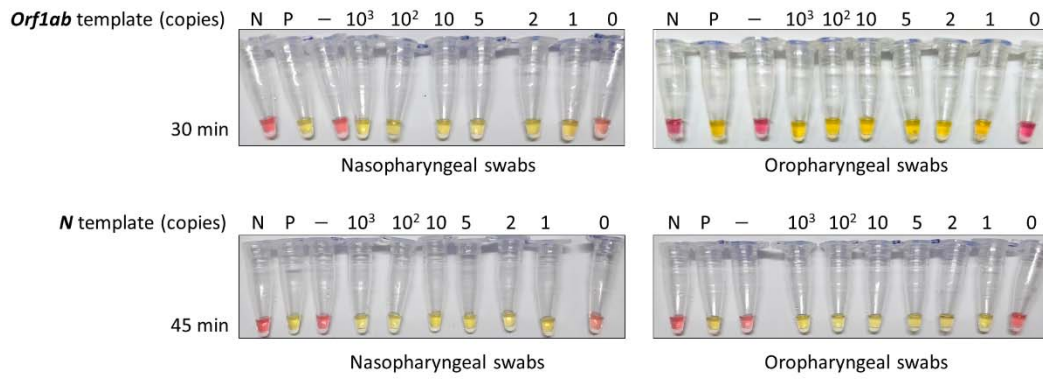 Orf1ab template (copies) N P – 10³ 10² 10 5 2 1 0 N P – 10³ 10² 10 5 2 1 0
30 min
Nasopharyngeal swabs Oropharyngeal swabs
N template (copies) N P – 10³ 10² 10 5 2 1 0 N P – 10³ 10² 10 5 2 1 0
45 min
Nasopharyngeal swabs Oropharyngeal swabs